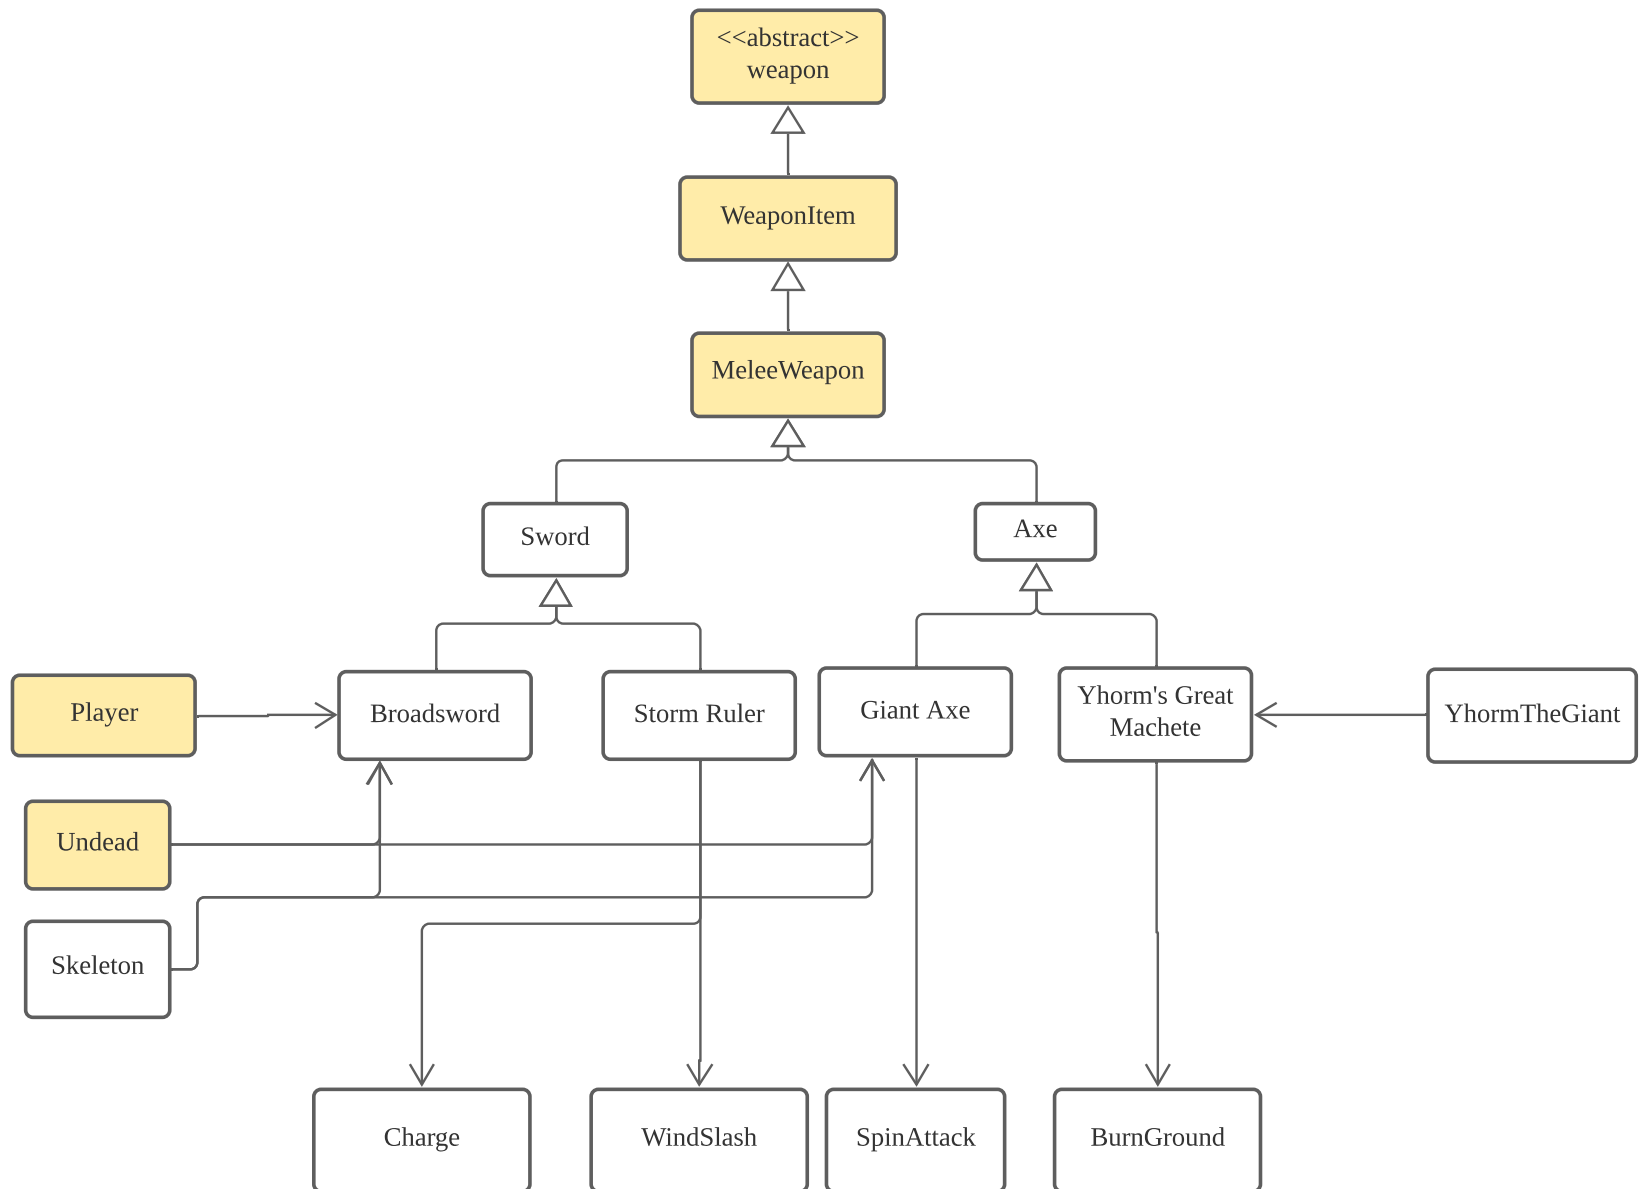 <<abstract>>
weapon
WeaponItem
MeleeWeapon
Sword
Axe
Player
Broadsword
Storm Ruler
Giant Axe
Yhorm's Great
Machete
YhormTheGiant
Undead
Skeleton
Charge
WindSlash
SpinAttack
BurnGround